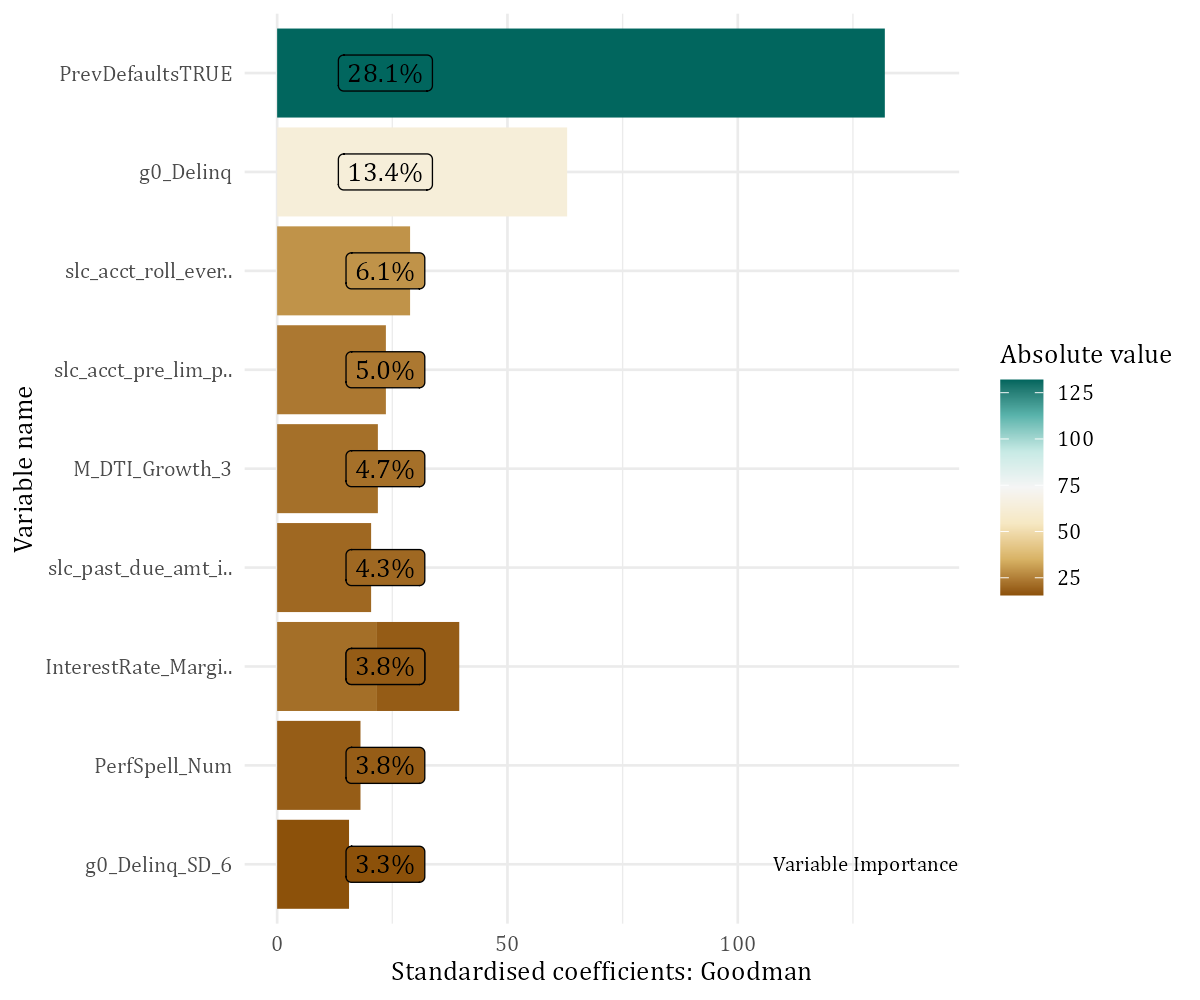 PrevDefaultsTRUE
28.1%
g0_Delinq
13.4%
slc_acct_roll_ever..
6.1%
slc_acct_pre_lim_p..
5.0%
M_DTI_Growth_3
4.7%
slc_past_due_amt_i..
4.3%
InterestRate_Margi..
3.8%
PerfSpell_Num
3.8%
g0_Delinq_SD_6
3.3%
Variable Importance
Variable name
0
50
100
Standardised coefficients: Goodman
Absolute value
125
100
75
50
25